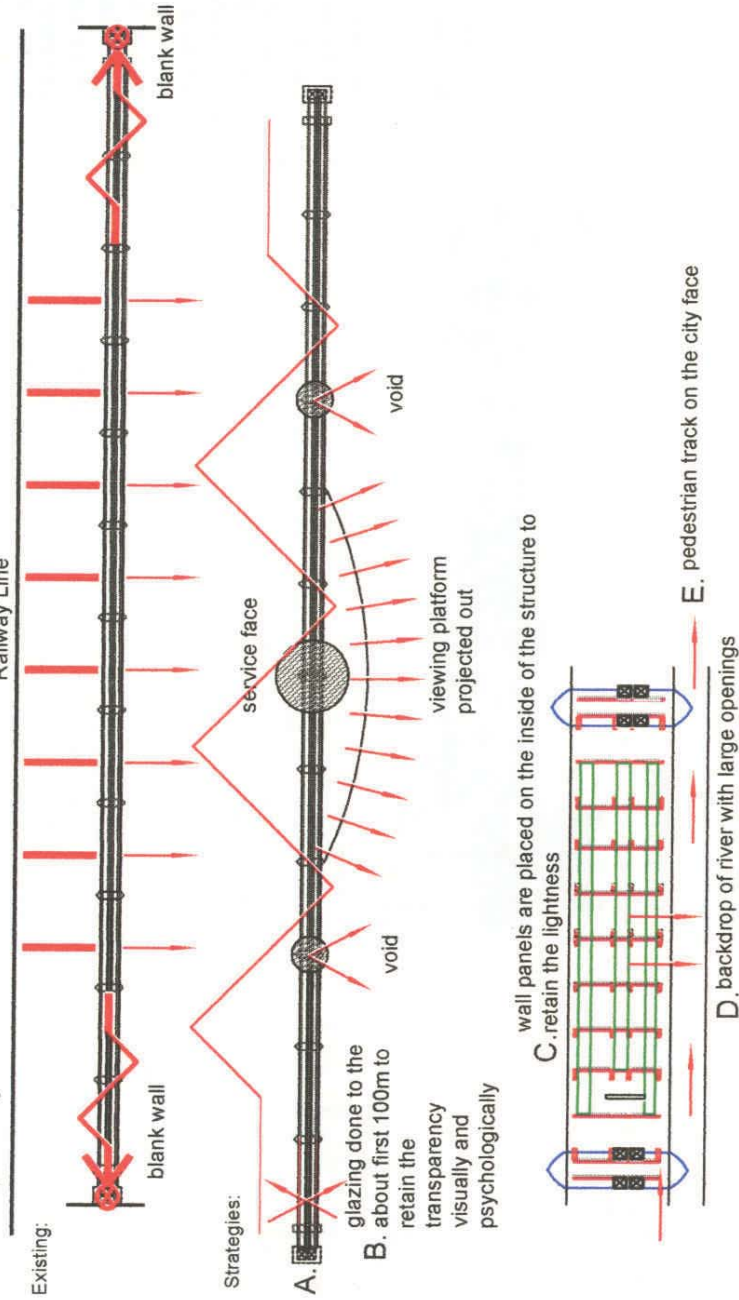 Railway Line
Existing:
blank wall
blank wall
Strategies:
service face
A.
void
void
viewing platform
projected out
glazing done to the
B. about first 100m to
retain the
transparency
visually and
psychologically
wall panels are placed on the inside of the structure to
C. retain the lightness
E. pedestrian track on the city face
D. backdrop of river with large openings